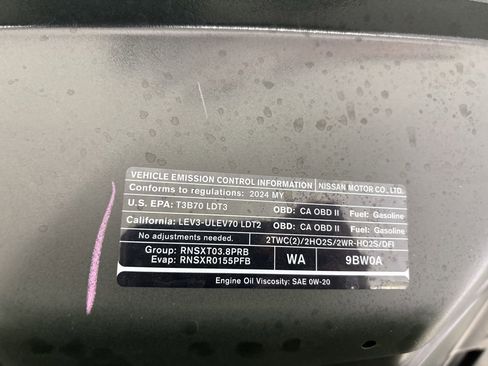 VEHICLE EMISSION CONTROL INFORMATION NISSAN MOTOR CO., LTD.
Conforms to regulations: 2024 MY
U.S. EPA: T3B70 LDT3 OBD: CA OBD II Fuel: Gasoline
California: LEV3-ULEV70 LDT2 OBD: CA OBD II Fuel: Gasoline
No adjustments needed. 2TWC(2)/2HO2S/2WR-HO2S/DFI
Group: RNSXT03.8PRB
Evap: RNSXR0155PFB WA 9BW0A
Engine Oil Viscosity: SAE 0W-20